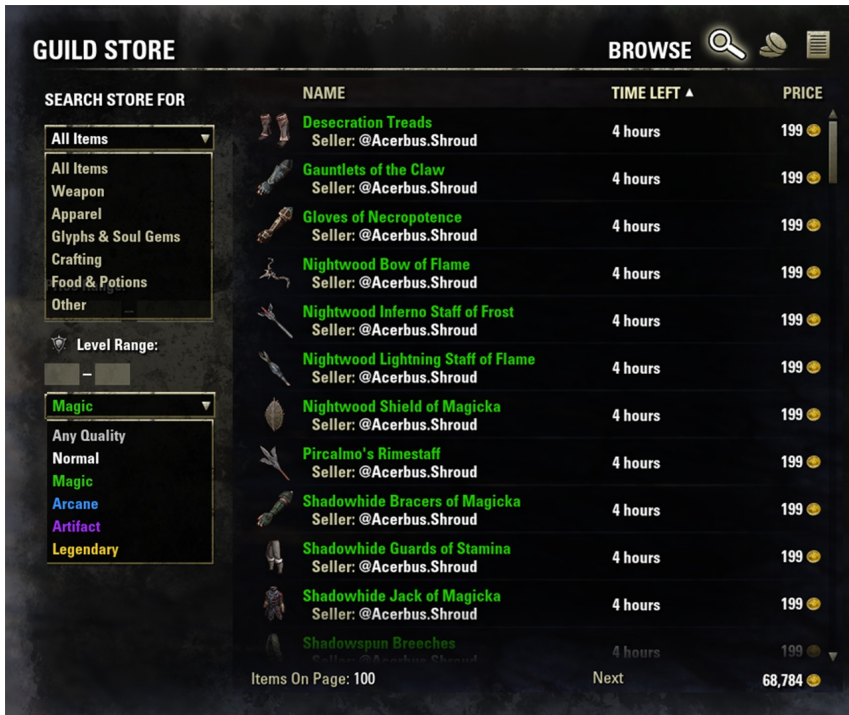 GUILD STORE
BROWSE
SEARCH STORE FOR
All Items
All Items
Weapon
Apparel
Glyphs & Soul Gems
Crafting
Food & Potions
Other
Level Range:
–
Magic
Any Quality
Normal
Magic
Arcane
Artifact
Legendary
NAME TIME LEFT PRICE
Desecration Treads
Seller: @Acerbus.Shroud
4 hours 199
Gauntlets of the Claw
Seller: @Acerbus.Shroud
4 hours 199
Gloves of Necropotence
Seller: @Acerbus.Shroud
4 hours 199
Nightwood Bow of Flame
Seller: @Acerbus.Shroud
4 hours 199
Nightwood Inferno Staff of Frost
Seller: @Acerbus.Shroud
4 hours 199
Nightwood Lightning Staff of Flame
Seller: @Acerbus.Shroud
4 hours 199
Nightwood Shield of Magicka
Seller: @Acerbus.Shroud
4 hours 199
Pircalmo's Rimestaff
Seller: @Acerbus.Shroud
4 hours 199
Shadowhide Bracers of Magicka
Seller: @Acerbus.Shroud
4 hours 199
Shadowhide Guards of Stamina
Seller: @Acerbus.Shroud
4 hours 199
Shadowhide Jack of Magicka
Seller: @Acerbus.Shroud
4 hours 199
Shadowspun Breeches
Seller: @Acerbus.Shroud
4 hours 199
Items On Page: 100 Next 68,784